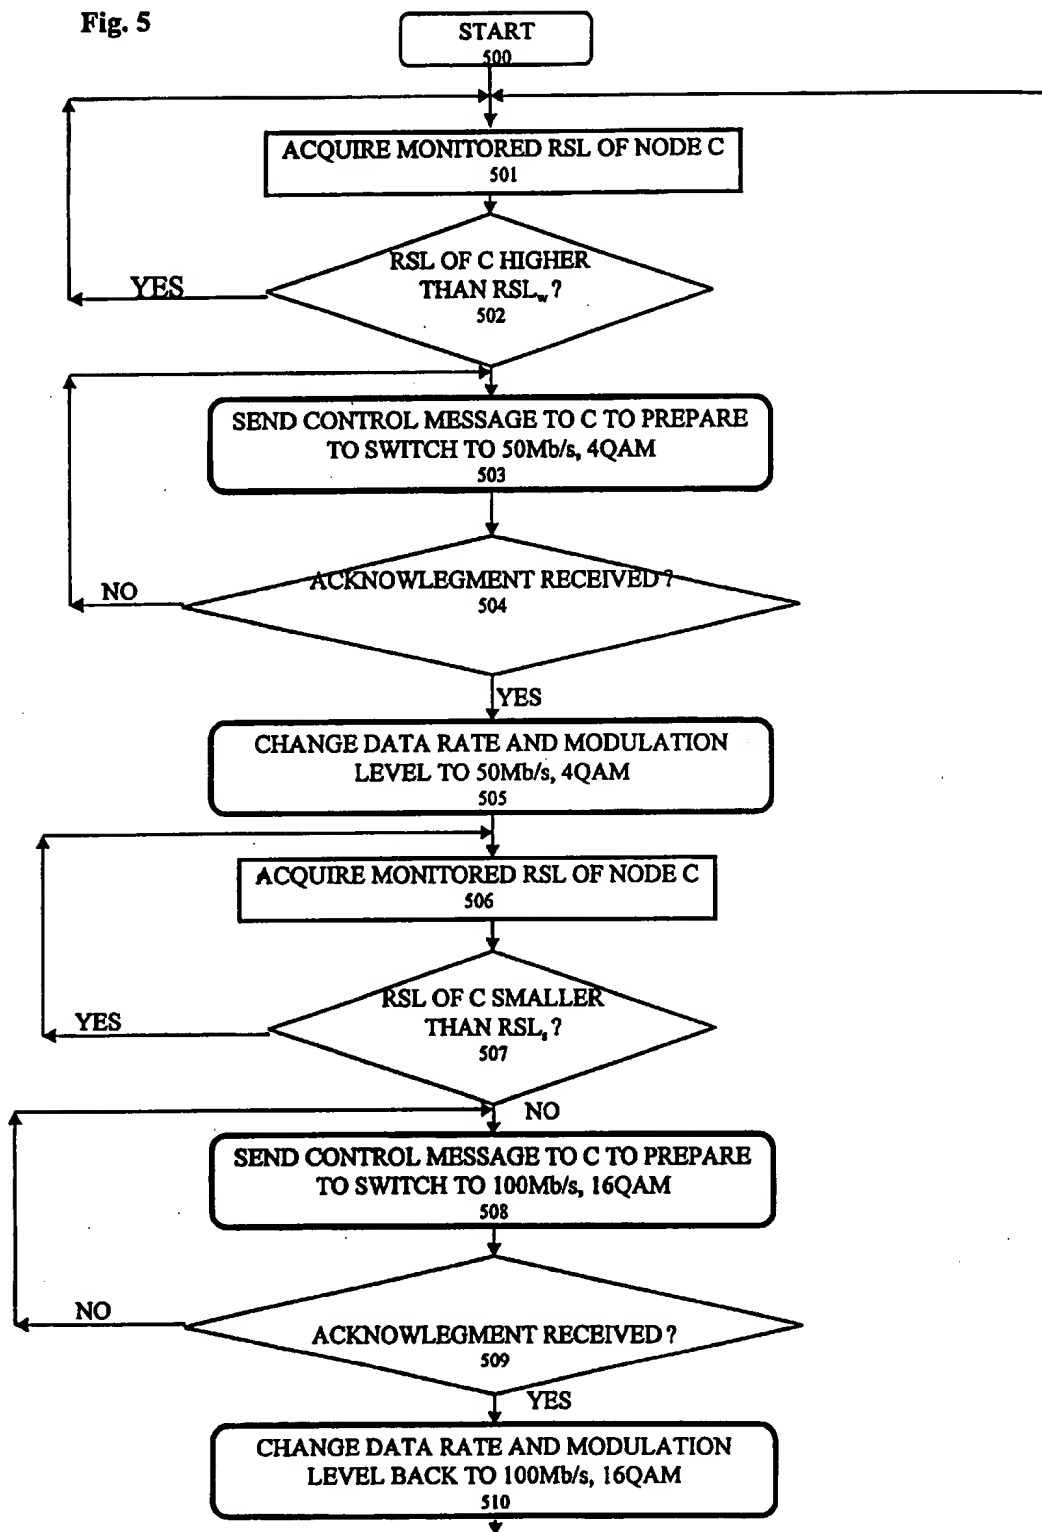 Fig. 5
START
500
ACQUIRE MONITORED RSL OF NODE C
501
RSL OF C HIGHER
THAN RSLw ?
502
YES
SEND CONTROL MESSAGE TO C TO PREPARE
TO SWITCH TO 50Mb/s, 4QAM
503
ACKNOWLEGMENT RECEIVED ?
504
NO
YES
CHANGE DATA RATE AND MODULATION
LEVEL TO 50Mb/s, 4QAM
505
ACQUIRE MONITORED RSL OF NODE C
506
RSL OF C SMALLER
THAN RSLs ?
507
YES
NO
SEND CONTROL MESSAGE TO C TO PREPARE
TO SWITCH TO 100Mb/s, 16QAM
508
NO
ACKNOWLEGMENT RECEIVED ?
509
YES
CHANGE DATA RATE AND MODULATION
LEVEL BACK TO 100Mb/s, 16QAM
510